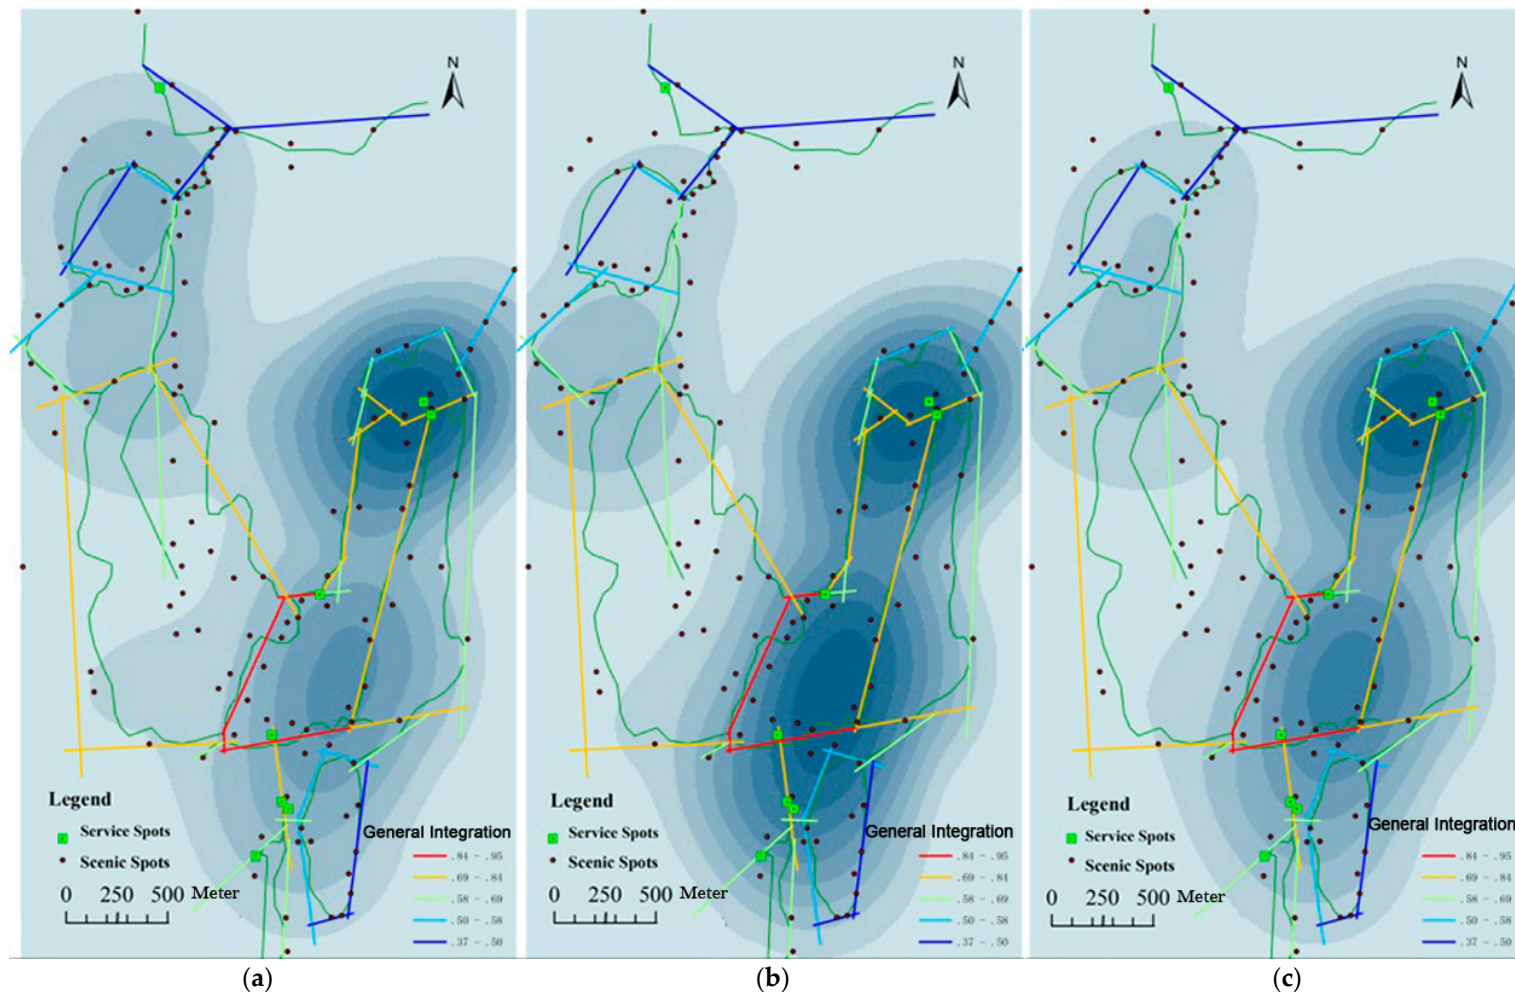 N
Legend
Service Spots
Scenic Spots
0 250 500 Meter
General Integration
.84 - .95
.69 - .84
.58 - .69
.50 - .58
.37 - .50
(a)
N
Legend
Service Spots
Scenic Spots
0 250 500 Meter
General Integration
.84 - .95
.69 - .84
.58 - .69
.50 - .58
.37 - .50
(b)
N
Legend
Service Spots
Scenic Spots
0 250 500 Meter
General Integration
.84 - .95
.69 - .84
.58 - .69
.50 - .58
.37 - .50
(c)